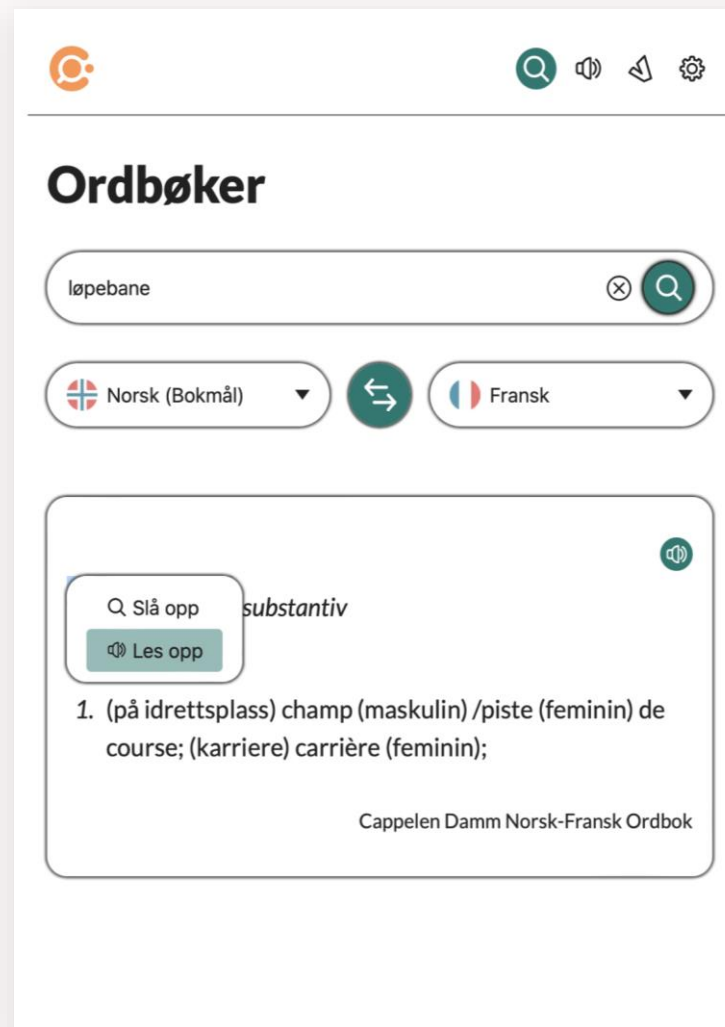 Ordbøker
løpebane
Norsk (Bokmål)
Fransk
Slå opp
substantiv
Les opp
1. (på idrettsplass) champ (maskulin) /piste (feminin) de
course; (karriere) carrière (feminin);
Cappelen Damm Norsk-Fransk Ordbok